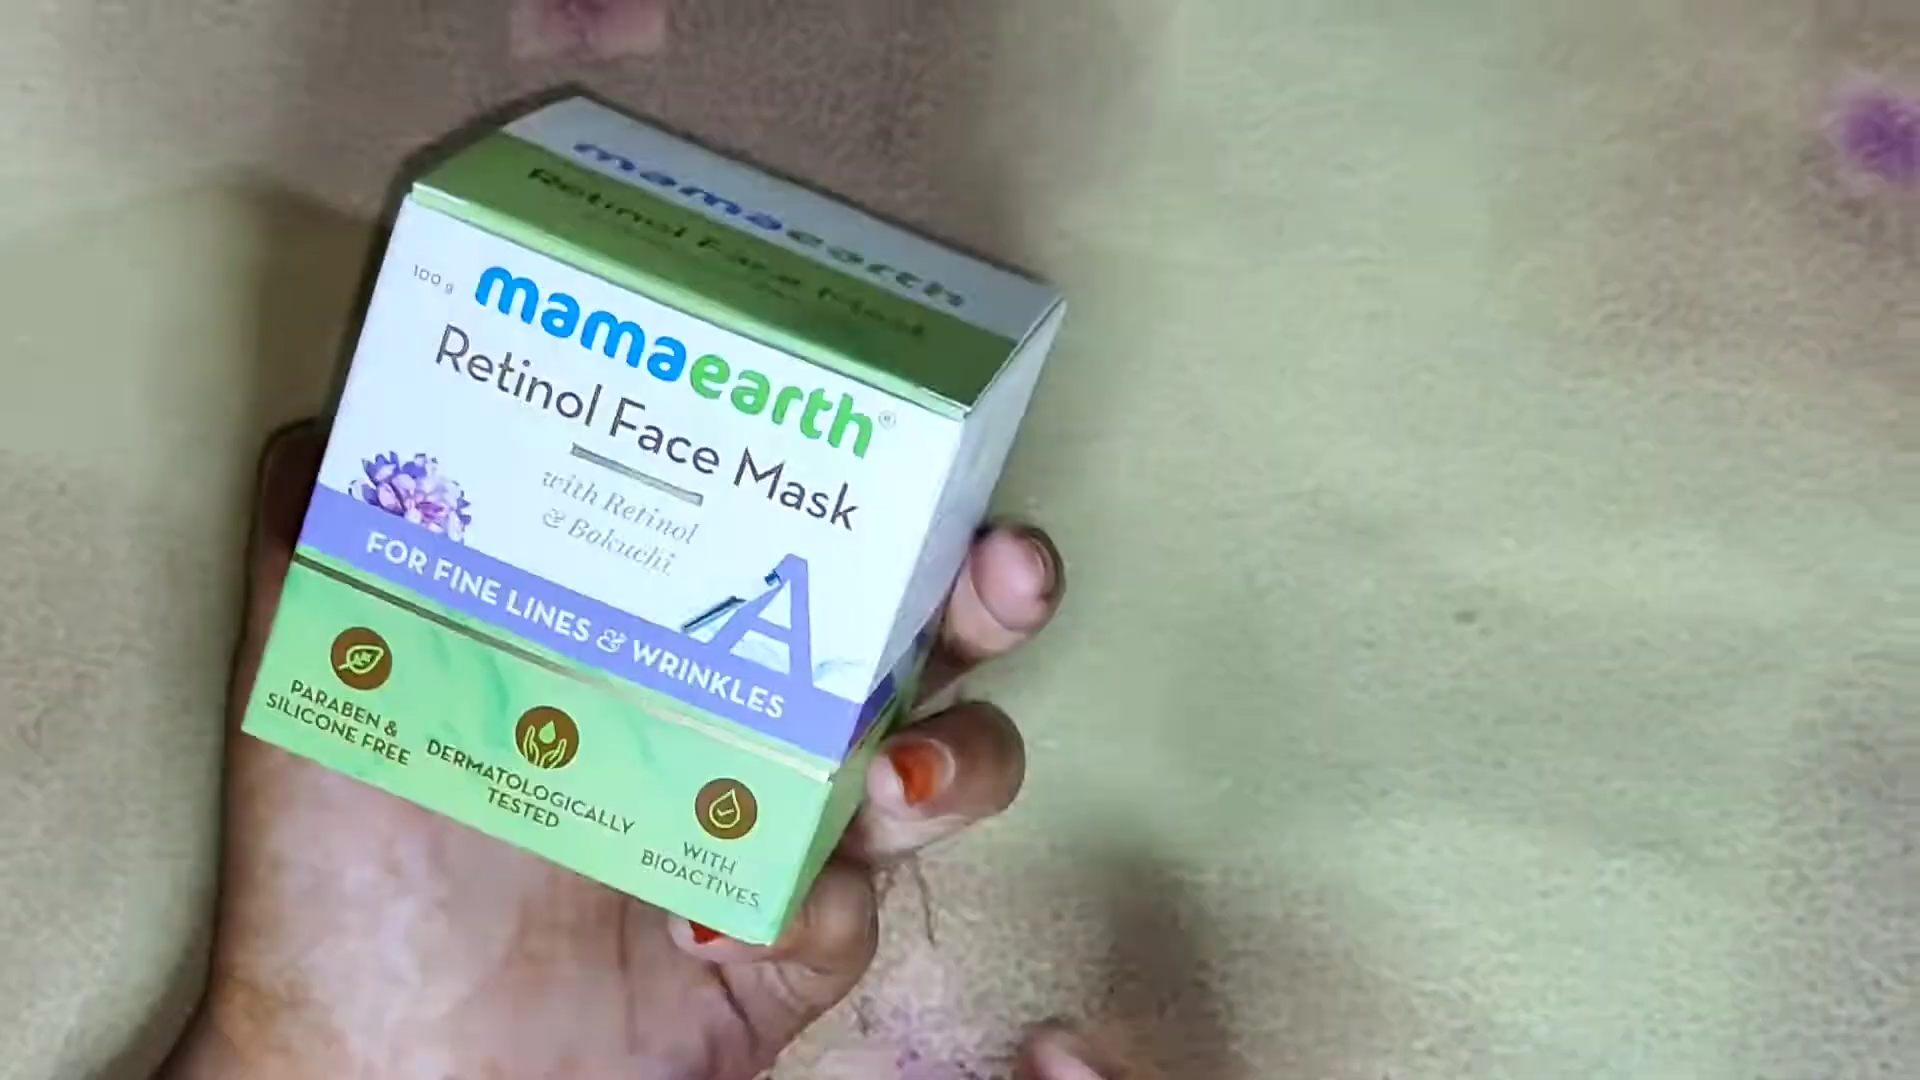 mamaearth
Retinol Face Mask
100 g
mamaearth®
Retinol Face Mask
with Retinol
& Bakuchi
A
FOR FINE LINES & WRINKLES
PARABEN &
SILICONE FREE
DERMATOLOGICALLY
TESTED
WITH
BIOACTIVES